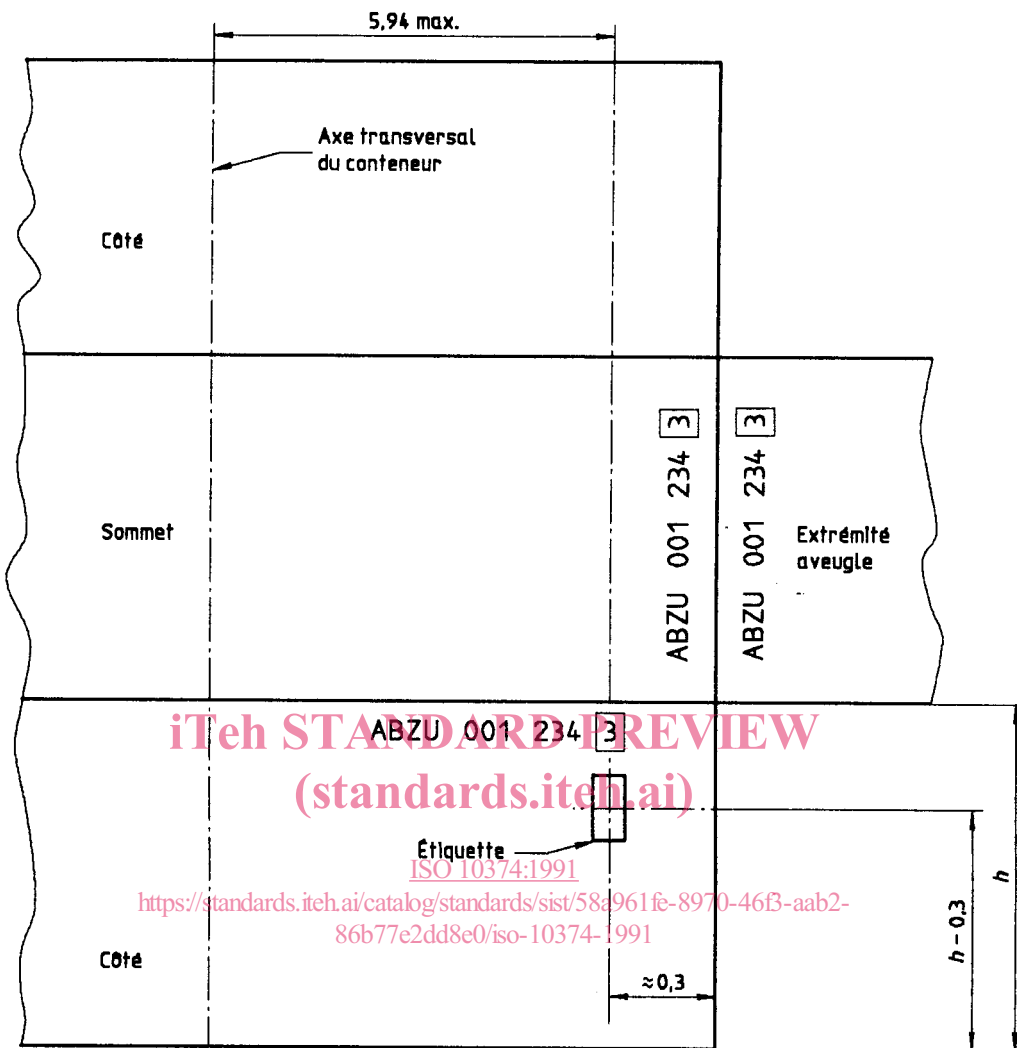 5,94 max.
Axe transversal
du conteneur
Côté
Sommet
ABZU 001 234 3
ABZU 001 234 3
Extrémité
aveugle
ABZU 001 234 3
iTeh STANDARD PREVIEW
(standards.iteh.ai)
Étiquette
ISO 10374:1991
https://standards.iteh.ai/catalog/standards/sist/58a961fe-8970-46f3-aab2-
86b77e2dd8e0/iso-10374-1991
Côté
≈0,3
h – 0,3
h